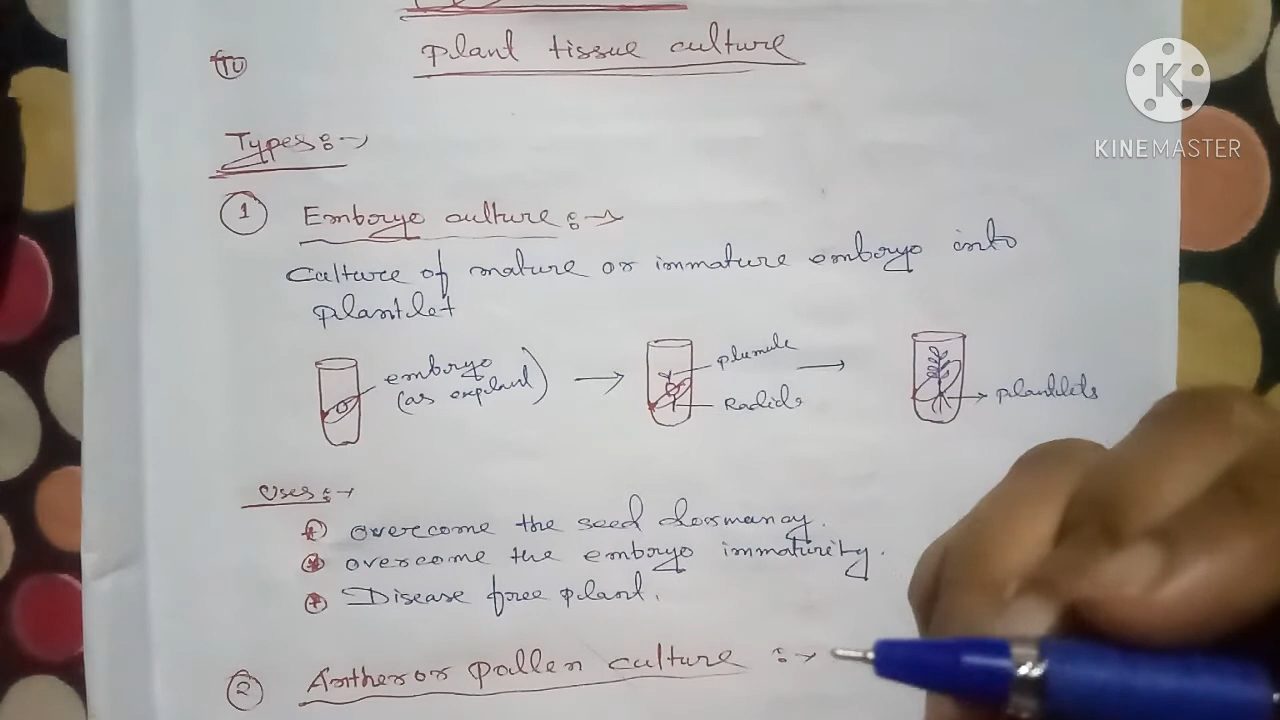 Plant tissue culture
Types:→
1 Embryo culture:→
Culture of mature or immature embryo into
plantlet
embryo
(as explant)
→
plumule
Radicle
→
→ plantlets
Uses:→
overcome the seed dormancy.
overcome the embryo immaturity.
Disease free plant.
2 Anther or pollen culture :→
K
KINEMASTER